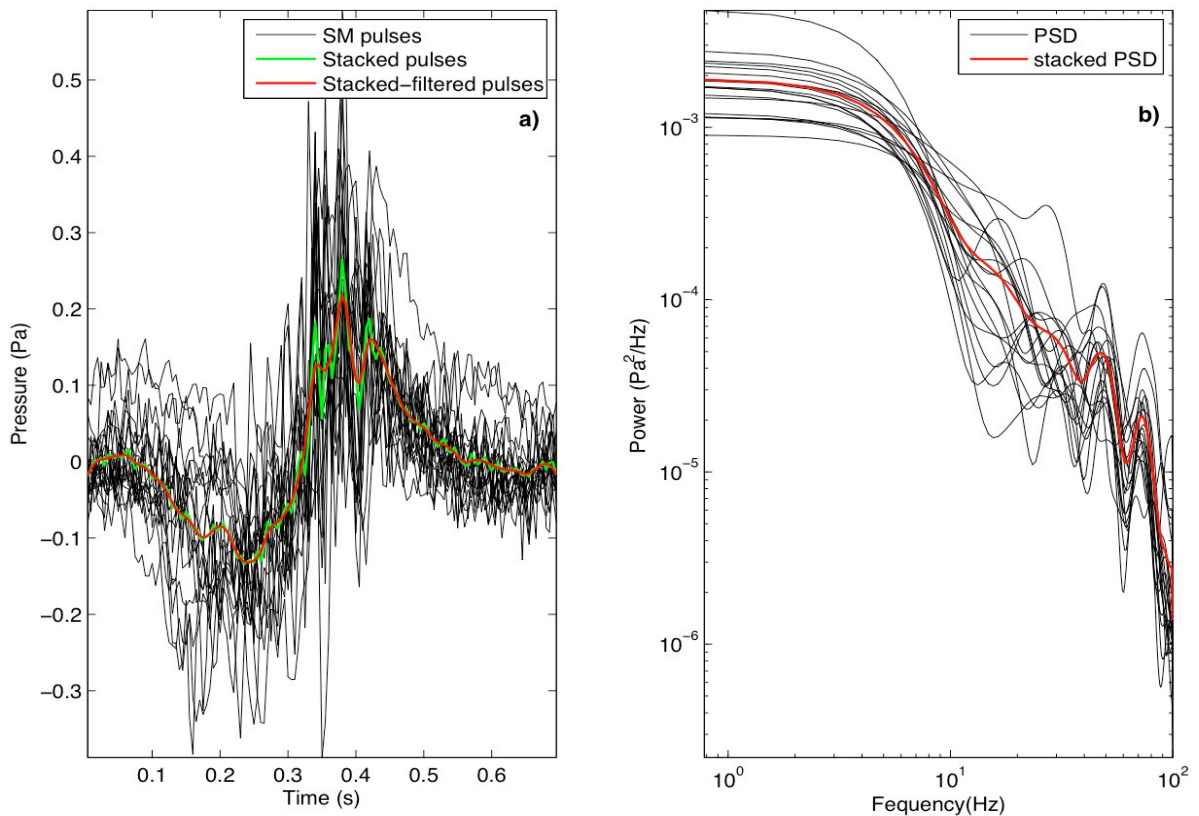 SM pulses
Stacked pulses
Stacked−filtered pulses
a)
0.5
0.4
0.3
0.2
0.1
0
−0.1
−0.2
−0.3
Pressure (Pa)
0.1 0.2 0.3 0.4 0.5 0.6
Time (s)
PSD
stacked PSD
b)
10−3
10−4
10−5
10−6
Power (Pa2/Hz)
100 101 102
Fequency(Hz)